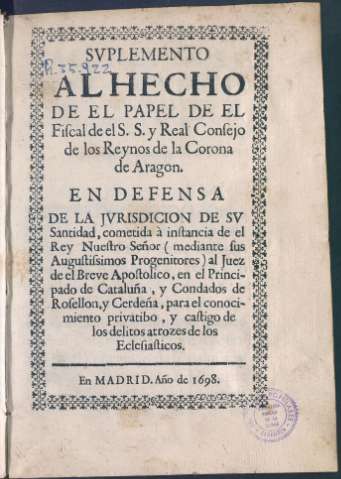 SVPLEMENTO
R.35.922
AL HECHO
DE EL PAPEL DE EL
Fiscal de el S. S. y Real Consejo
de los Reynos de la Corona
de Aragon.
EN DEFENSA
DE LA JVRISDICION DE SV
Santidad, cometida à instancia de el
Rey Nuestro Señor (mediante sus
Augustissimos Progenitores) al Juez
de el Breve Apostolico, en el Princi-
pado de Cataluña, y Condados de
Rosellon, y Cerdeña, para el conoci-
miento privatibo, y castigo de
los delitos atrozes de los
Eclesiasticos.
En MADRID. Año de 1698.